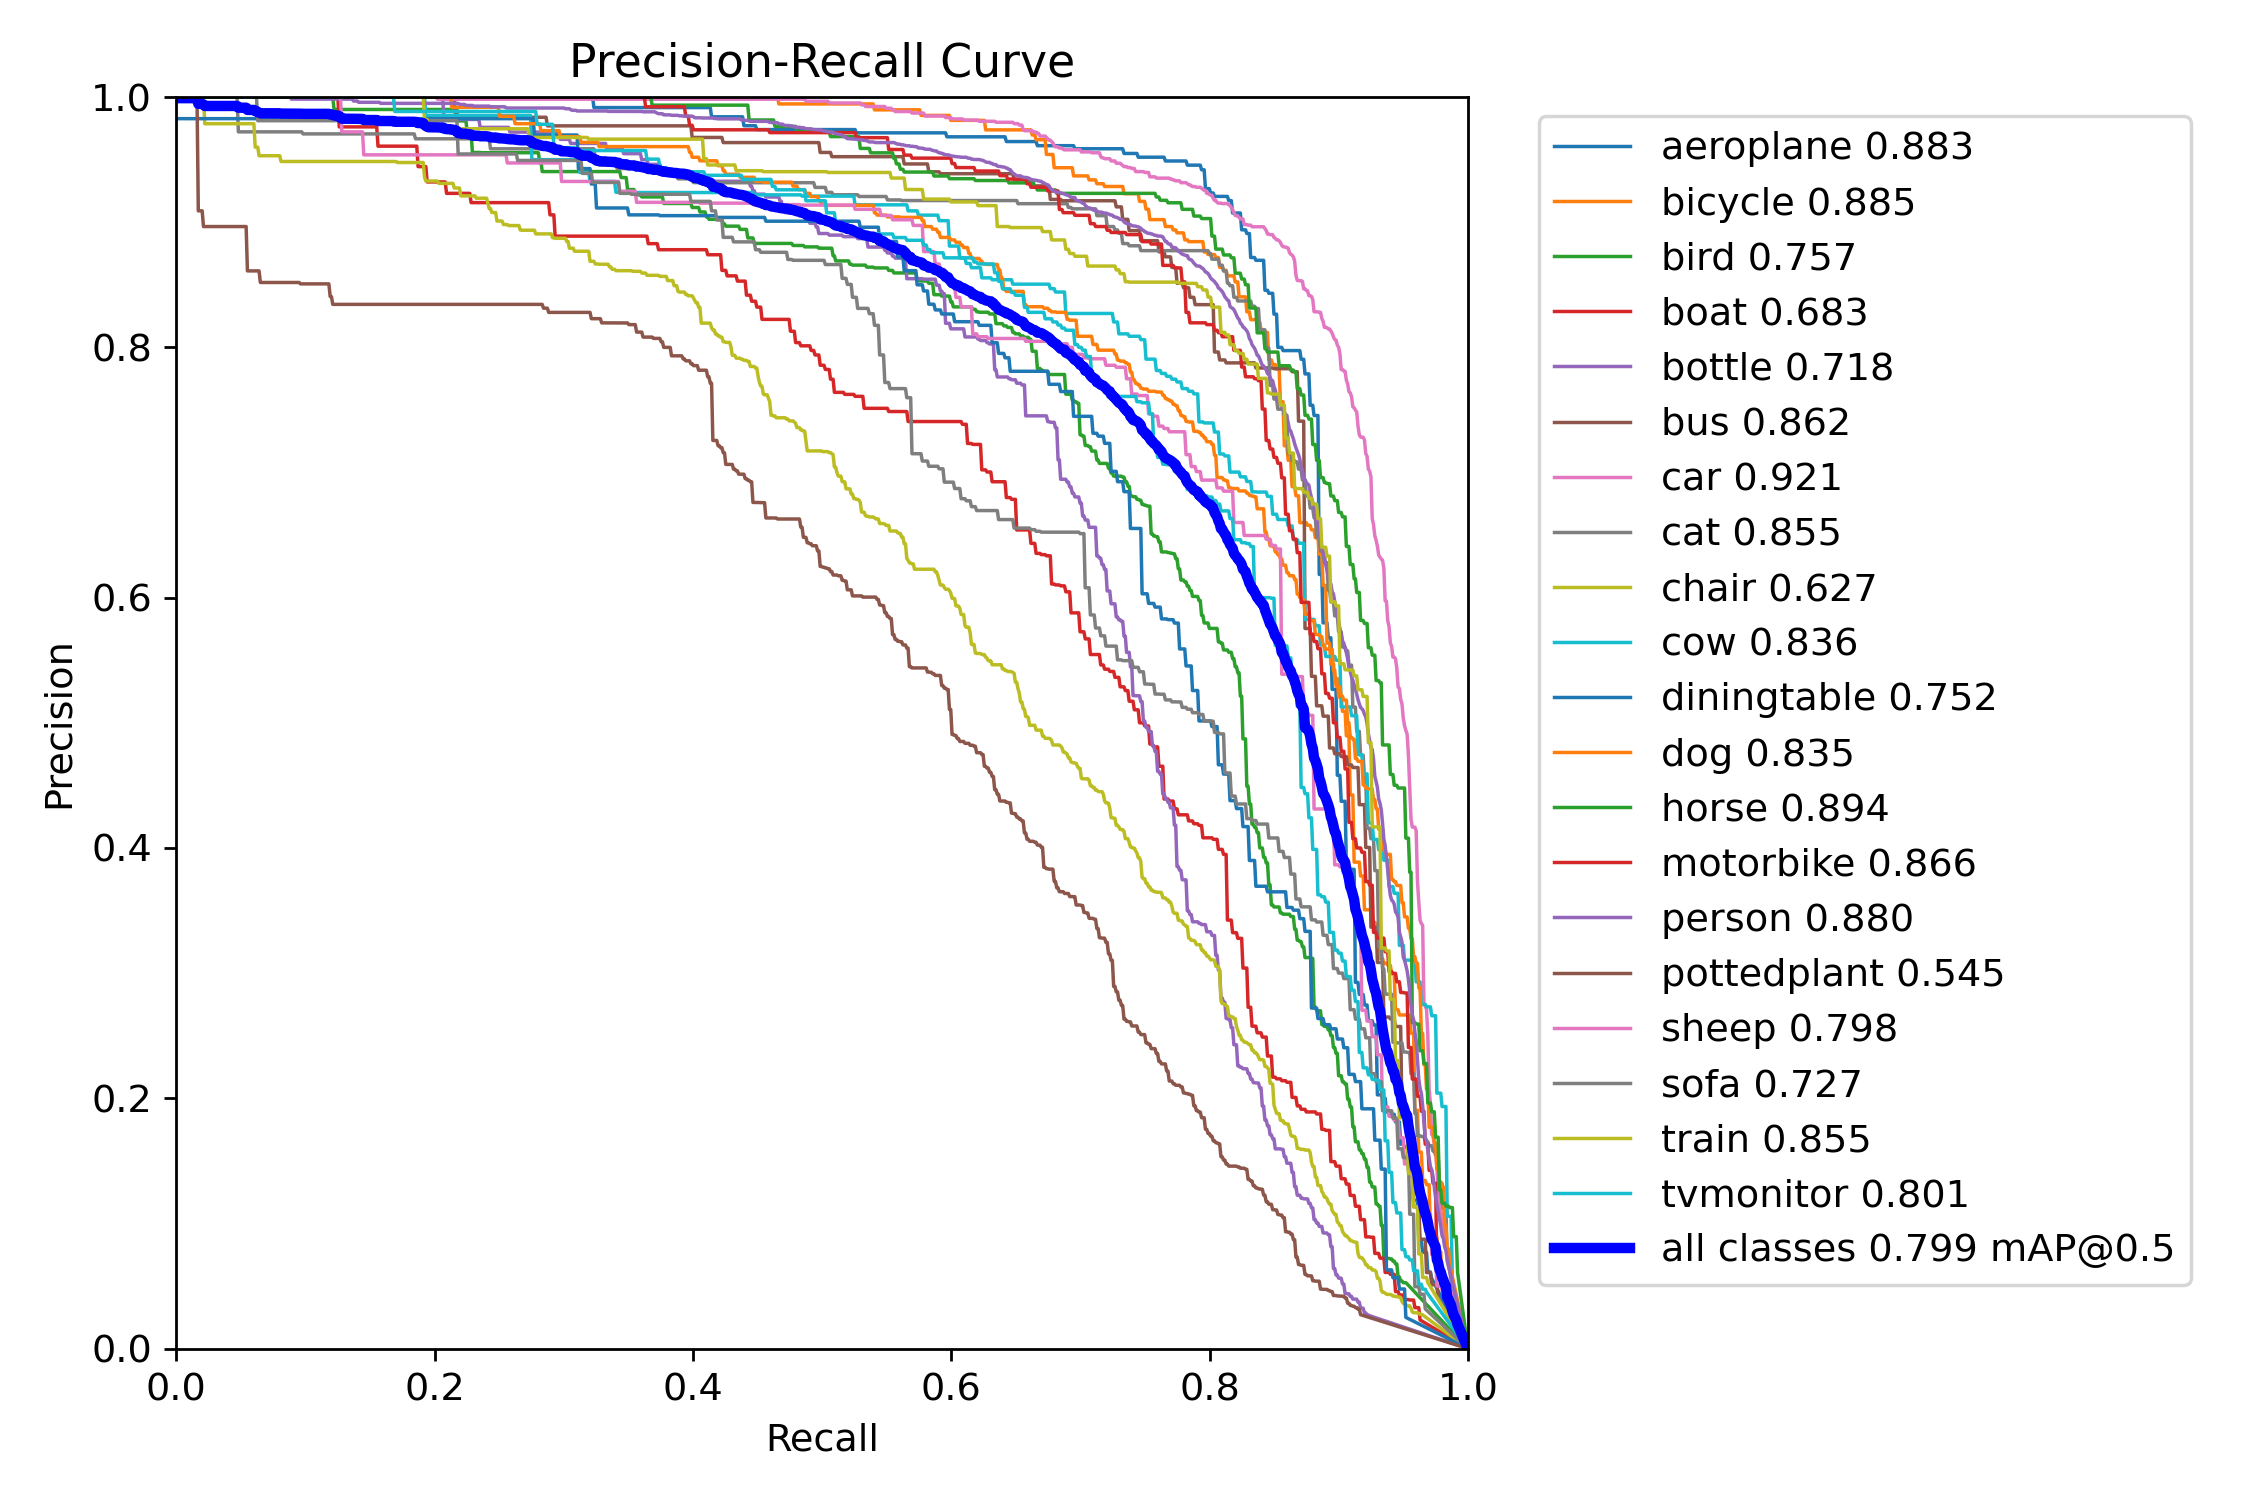 Precision-Recall Curve
1.0
0.8
0.6
0.4
0.2
0.0
Precision
0.0 0.2 0.4 0.6 0.8 1.0
Recall
aeroplane 0.883
bicycle 0.885
bird 0.757
boat 0.683
bottle 0.718
bus 0.862
car 0.921
cat 0.855
chair 0.627
cow 0.836
diningtable 0.752
dog 0.835
horse 0.894
motorbike 0.866
person 0.880
pottedplant 0.545
sheep 0.798
sofa 0.727
train 0.855
tvmonitor 0.801
all classes 0.799 mAP@0.5